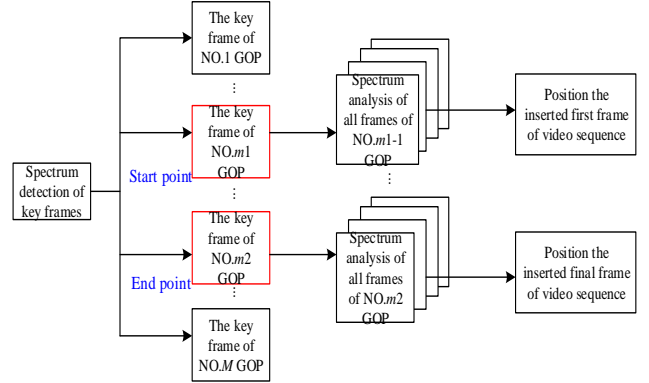 Spectrum
detection of
key frames
The key
frame of
NO.1 GOP
...
Start point
The key
frame of
NO.m1
GOP
...
End point
The key
frame of
NO.m2
GOP
...
The key
frame of
NO.M GOP
Spectrum
analysis of
all frames of
NO.m1-1
GOP
...
Spectrum
analysis of
all frames
of NO.m2
GOP
Position the
inserted first frame
of video sequence
Position the
inserted final frame
of video sequence